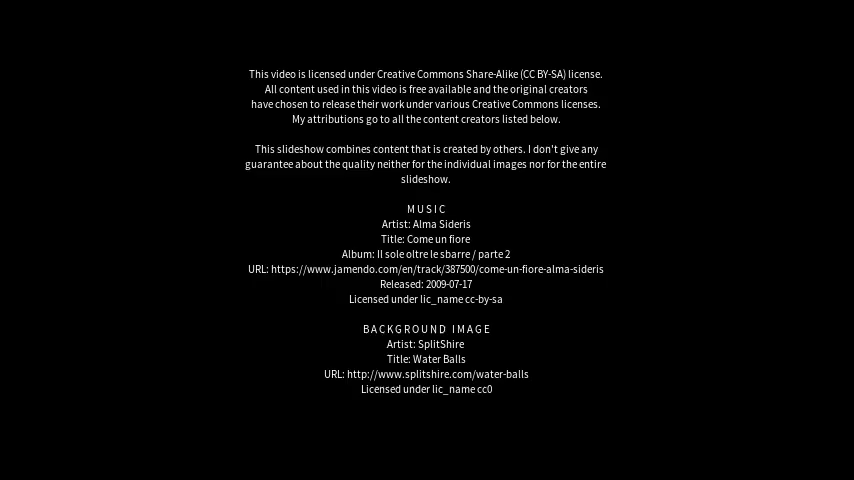 This video is licensed under Creative Commons Share-Alike (CC BY-SA) license.
All content used in this video is free available and the original creators
have chosen to release their work under various Creative Commons licenses.
My attributions go to all the content creators listed below.
This slideshow combines content that is created by others. I don't give any
guarantee about the quality neither for the individual images nor for the entire
slideshow.
MUSIC
Artist: Alma Sideris
Title: Come un fiore
Album: Il sole oltre le sbarre / parte 2
URL: https://www.jamendo.com/en/track/387500/come-un-fiore-alma-sideris
Released: 2009-07-17
Licensed under lic_name cc-by-sa
BACKGROUND IMAGE
Artist: SplitShire
Title: Water Balls
URL: http://www.splitshire.com/water-balls
Licensed under lic_name cc0